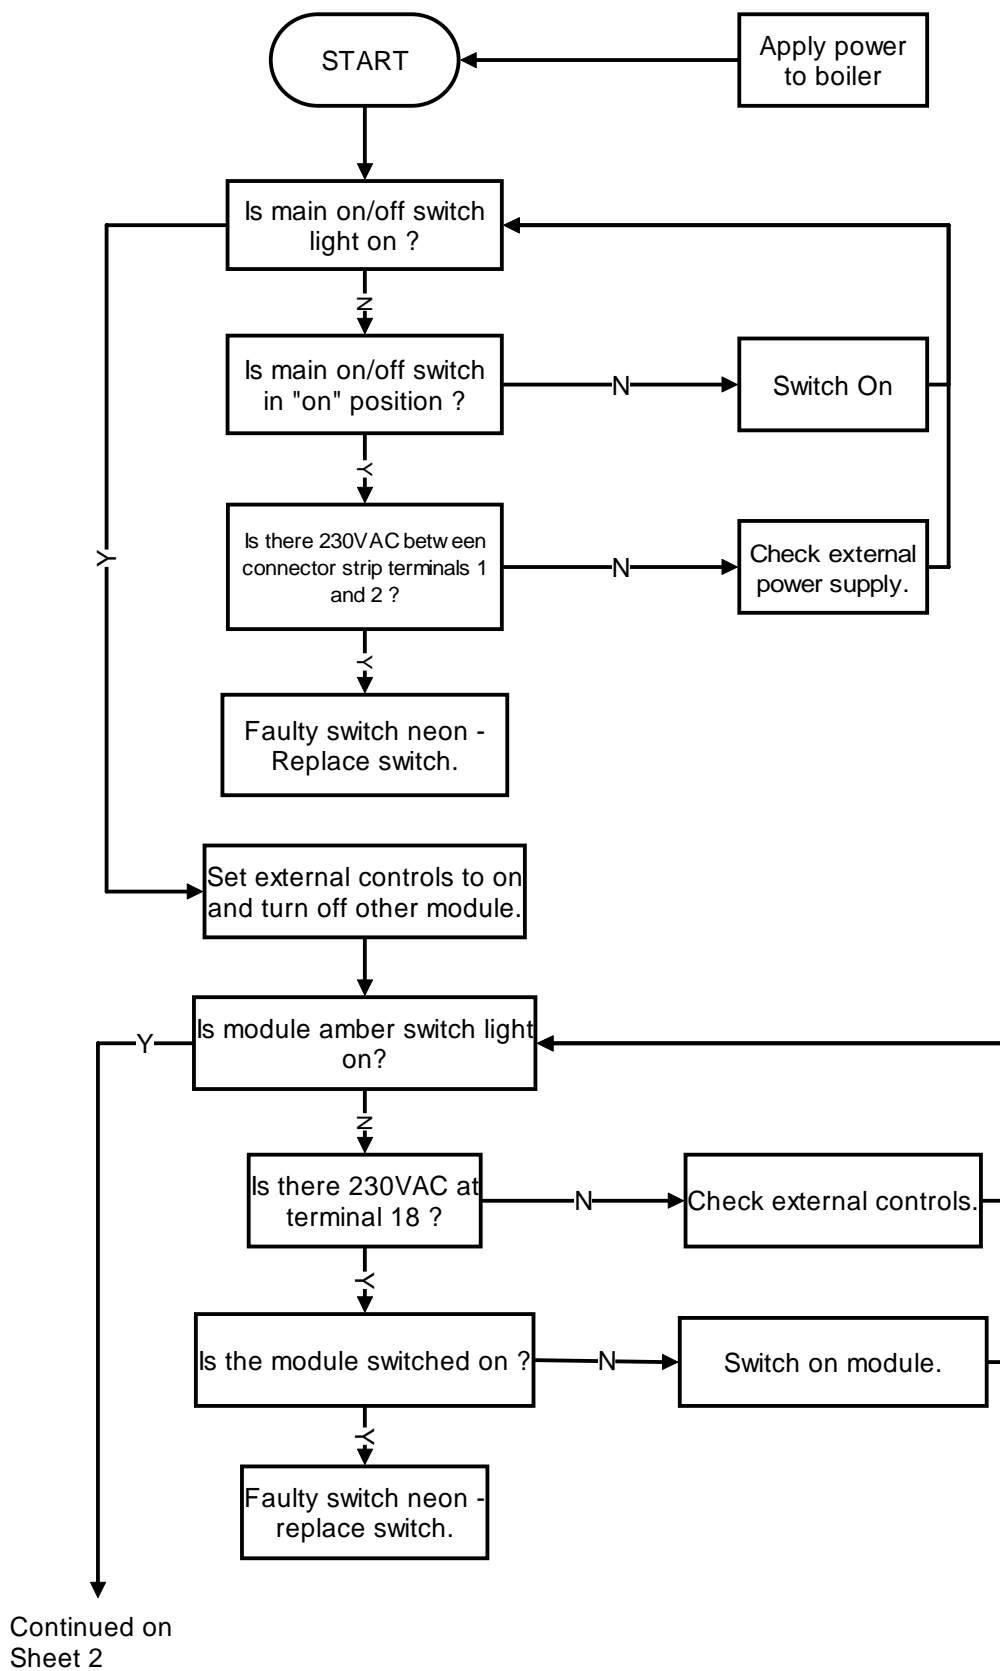 START
Apply power
to boiler
Is main on/off switch
light on ?
N
Is main on/off switch
in "on" position ?
N
Switch On
Y
Y
Is there 230VAC between
connector strip terminals 1
and 2 ?
N
Check external
power supply.
Y
Faulty switch neon -
Replace switch.
Set external controls to on
and turn off other module.
Is module amber switch light
on?
Y
N
Is there 230VAC at
terminal 18 ?
N
Check external controls.
Y
Is the module switched on ?
N
Switch on module.
Y
Faulty switch neon -
replace switch.
Continued on
Sheet 2